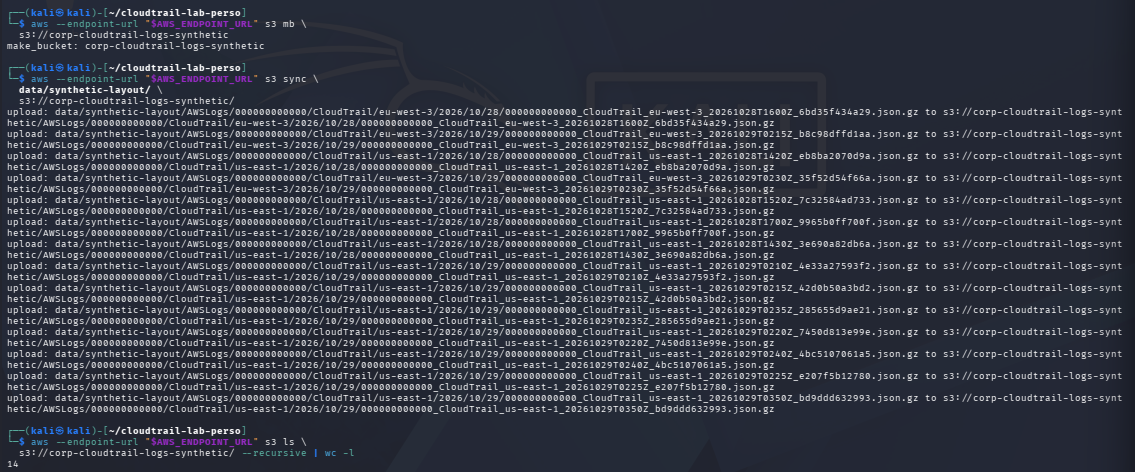 ┌──(kali㉿kali)-[~/cloudtrail-lab-perso]
└─$ aws --endpoint-url "$AWS_ENDPOINT_URL" s3 mb \
  s3://corp-cloudtrail-logs-synthetic
make_bucket: corp-cloudtrail-logs-synthetic
┌──(kali㉿kali)-[~/cloudtrail-lab-perso]
└─$ aws --endpoint-url "$AWS_ENDPOINT_URL" s3 sync \
  data/synthetic-layout/ \
  s3://corp-cloudtrail-logs-synthetic/
upload: data/synthetic-layout/AWSLogs/000000000000/CloudTrail/eu-west-3/2026/10/28/000000000000_CloudTrail_eu-west-3_20261028T1600Z_6bd35f434a29.json.gz to s3://corp-cloudtrail-logs-synt
hetic/AWSLogs/000000000000/CloudTrail/eu-west-3/2026/10/28/000000000000_CloudTrail_eu-west-3_20261028T1600Z_6bd35f434a29.json.gz
upload: data/synthetic-layout/AWSLogs/000000000000/CloudTrail/eu-west-3/2026/10/29/000000000000_CloudTrail_eu-west-3_20261029T0215Z_b8c98dffd1aa.json.gz to s3://corp-cloudtrail-logs-synt
hetic/AWSLogs/000000000000/CloudTrail/eu-west-3/2026/10/29/000000000000_CloudTrail_eu-west-3_20261029T0215Z_b8c98dffd1aa.json.gz
upload: data/synthetic-layout/AWSLogs/000000000000/CloudTrail/us-east-1/2026/10/28/000000000000_CloudTrail_us-east-1_20261028T1420Z_eb8ba2070d9a.json.gz to s3://corp-cloudtrail-logs-synt
hetic/AWSLogs/000000000000/CloudTrail/us-east-1/2026/10/28/000000000000_CloudTrail_us-east-1_20261028T1420Z_eb8ba2070d9a.json.gz
upload: data/synthetic-layout/AWSLogs/000000000000/CloudTrail/eu-west-3/2026/10/29/000000000000_CloudTrail_eu-west-3_20261029T0230Z_35f52d54f66a.json.gz to s3://corp-cloudtrail-logs-synt
hetic/AWSLogs/000000000000/CloudTrail/eu-west-3/2026/10/29/000000000000_CloudTrail_eu-west-3_20261029T0230Z_35f52d54f66a.json.gz
upload: data/synthetic-layout/AWSLogs/000000000000/CloudTrail/us-east-1/2026/10/28/000000000000_CloudTrail_us-east-1_20261028T1520Z_7c32584ad733.json.gz to s3://corp-cloudtrail-logs-synt
hetic/AWSLogs/000000000000/CloudTrail/us-east-1/2026/10/28/000000000000_CloudTrail_us-east-1_20261028T1520Z_7c32584ad733.json.gz
upload: data/synthetic-layout/AWSLogs/000000000000/CloudTrail/us-east-1/2026/10/28/000000000000_CloudTrail_us-east-1_20261028T1700Z_9965b0ff700f.json.gz to s3://corp-cloudtrail-logs-synt
hetic/AWSLogs/000000000000/CloudTrail/us-east-1/2026/10/28/000000000000_CloudTrail_us-east-1_20261028T1700Z_9965b0ff700f.json.gz
upload: data/synthetic-layout/AWSLogs/000000000000/CloudTrail/us-east-1/2026/10/28/000000000000_CloudTrail_us-east-1_20261028T1430Z_3e690a82db6a.json.gz to s3://corp-cloudtrail-logs-synt
hetic/AWSLogs/000000000000/CloudTrail/us-east-1/2026/10/28/000000000000_CloudTrail_us-east-1_20261028T1430Z_3e690a82db6a.json.gz
upload: data/synthetic-layout/AWSLogs/000000000000/CloudTrail/us-east-1/2026/10/29/000000000000_CloudTrail_us-east-1_20261029T0210Z_4e33a27593f2.json.gz to s3://corp-cloudtrail-logs-synt
hetic/AWSLogs/000000000000/CloudTrail/us-east-1/2026/10/29/000000000000_CloudTrail_us-east-1_20261029T0210Z_4e33a27593f2.json.gz
upload: data/synthetic-layout/AWSLogs/000000000000/CloudTrail/us-east-1/2026/10/29/000000000000_CloudTrail_us-east-1_20261029T0215Z_42d0b50a3bd2.json.gz to s3://corp-cloudtrail-logs-synt
hetic/AWSLogs/000000000000/CloudTrail/us-east-1/2026/10/29/000000000000_CloudTrail_us-east-1_20261029T0215Z_42d0b50a3bd2.json.gz
upload: data/synthetic-layout/AWSLogs/000000000000/CloudTrail/us-east-1/2026/10/29/000000000000_CloudTrail_us-east-1_20261029T0235Z_285655d9ae21.json.gz to s3://corp-cloudtrail-logs-synt
hetic/AWSLogs/000000000000/CloudTrail/us-east-1/2026/10/29/000000000000_CloudTrail_us-east-1_20261029T0235Z_285655d9ae21.json.gz
upload: data/synthetic-layout/AWSLogs/000000000000/CloudTrail/us-east-1/2026/10/29/000000000000_CloudTrail_us-east-1_20261029T0220Z_7450d813e99e.json.gz to s3://corp-cloudtrail-logs-synt
hetic/AWSLogs/000000000000/CloudTrail/us-east-1/2026/10/29/000000000000_CloudTrail_us-east-1_20261029T0220Z_7450d813e99e.json.gz
upload: data/synthetic-layout/AWSLogs/000000000000/CloudTrail/us-east-1/2026/10/29/000000000000_CloudTrail_us-east-1_20261029T0240Z_4bc5107061a5.json.gz to s3://corp-cloudtrail-logs-synt
hetic/AWSLogs/000000000000/CloudTrail/us-east-1/2026/10/29/000000000000_CloudTrail_us-east-1_20261029T0240Z_4bc5107061a5.json.gz
upload: data/synthetic-layout/AWSLogs/000000000000/CloudTrail/us-east-1/2026/10/29/000000000000_CloudTrail_us-east-1_20261029T0225Z_e207f5b12780.json.gz to s3://corp-cloudtrail-logs-synt
hetic/AWSLogs/000000000000/CloudTrail/us-east-1/2026/10/29/000000000000_CloudTrail_us-east-1_20261029T0225Z_e207f5b12780.json.gz
upload: data/synthetic-layout/AWSLogs/000000000000/CloudTrail/us-east-1/2026/10/29/000000000000_CloudTrail_us-east-1_20261029T0350Z_bd9ddd632993.json.gz to s3://corp-cloudtrail-logs-synt
hetic/AWSLogs/000000000000/CloudTrail/us-east-1/2026/10/29/000000000000_CloudTrail_us-east-1_20261029T0350Z_bd9ddd632993.json.gz
┌──(kali㉿kali)-[~/cloudtrail-lab-perso]
└─$ aws --endpoint-url "$AWS_ENDPOINT_URL" s3 ls \
  s3://corp-cloudtrail-logs-synthetic/ --recursive | wc -l
14